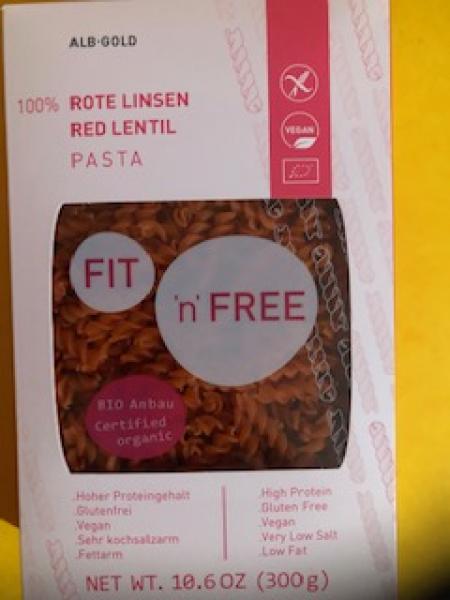 ALB·GOLD
100% ROTE LINSEN
RED LENTIL
PASTA
VEGAN
FIT
'n' FREE
BIO Anbau
Certified
organic
.Hoher Proteingehalt
.Glutenfrei
.Vegan
.Sehr kochsalzarm
.Fettarm
.High Protein
.Gluten Free
.Vegan
.Very Low Salt
.Low Fat
NET WT. 10.6 OZ (300g)